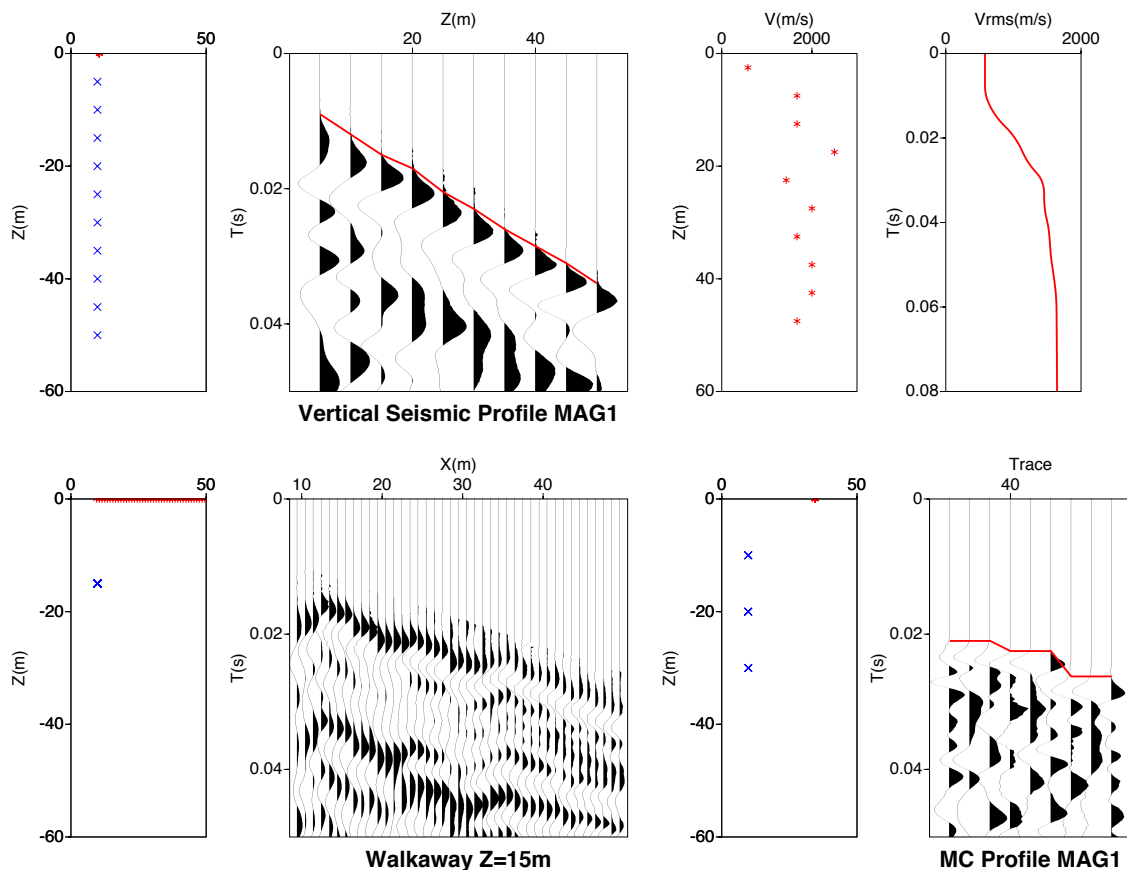 Z(m) V(m/s) Vrms(m/s)
0 50 20 40 0 2000 0 2000
0 0 0
-20 0.02 20 0.02
Z(m) T(s) Z(m) T(s)
-40 0.04 40 0.04
0.06
-60 60 0.08
Vertical Seismic Profile MAG1
X(m) Trace
0 50 10 20 30 40 0 50 40
0 0 0 0
-20 0.02 -20 0.02
Z(m) T(s) Z(m) T(s)
-40 0.04 -40 0.04
-60 -60
Walkaway Z=15m MC Profile MAG1